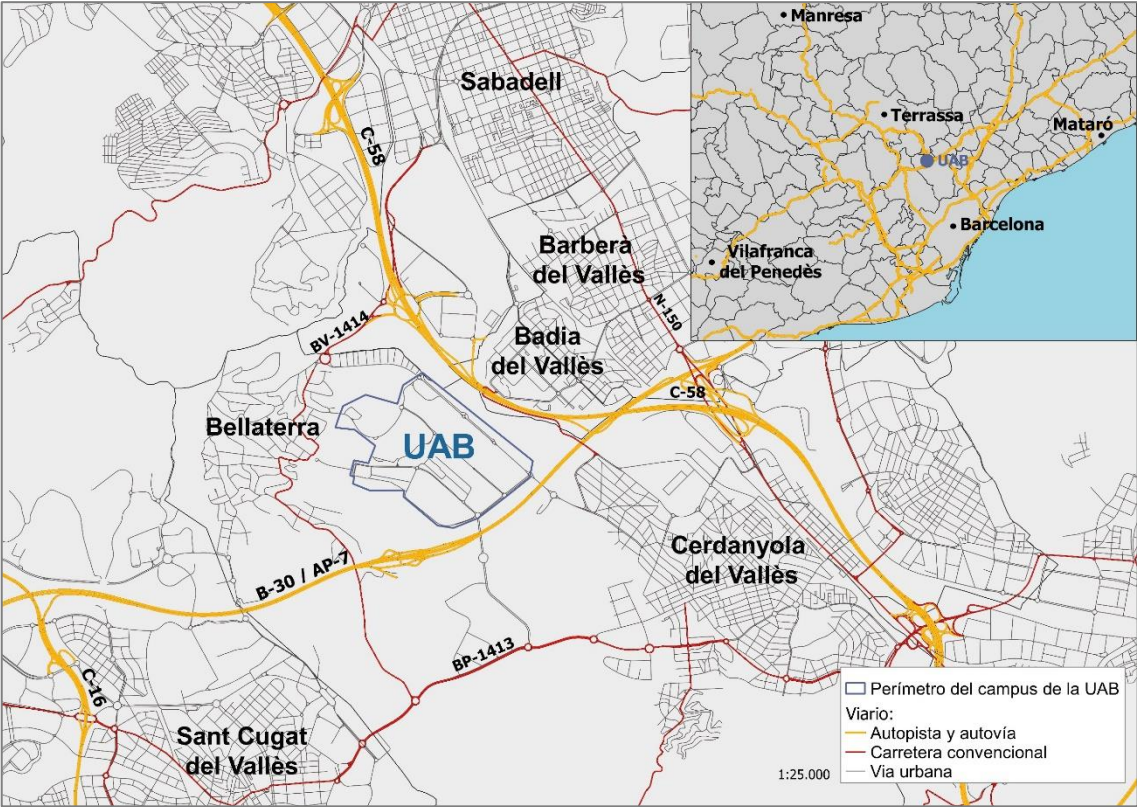 Manresa
Terrassa
Mataró
UAB
Barcelona
Vilafranca
del Penedès
Sabadell
C-58
Barberà
del Vallès
N-150
BV-1414
Badia
del Vallès
C-58
Bellaterra
UAB
Cerdanyola
del Vallès
B-30 / AP-7
BP-1413
C-16
Sant Cugat
del Vallès
1:25.000
Perímetro del campus de la UAB
Viario:
Autopista y autovía
Carretera convencional
Via urbana